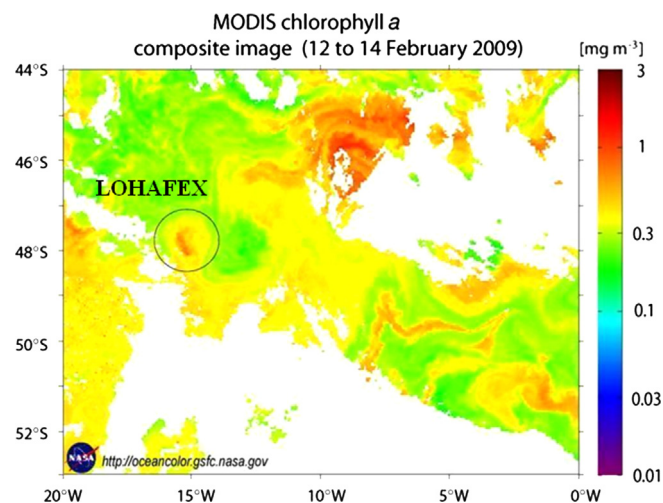 MODIS chlorophyll a
composite image (12 to 14 February 2009)
[mg m⁻³]
44°S
46°S
48°S
50°S
52°S
LOHAFEX
3
1
0.3
0.1
0.03
0.01
NASA
http://oceancolor.gsfc.nasa.gov
20°W
15°W
10°W
5°W
0°W